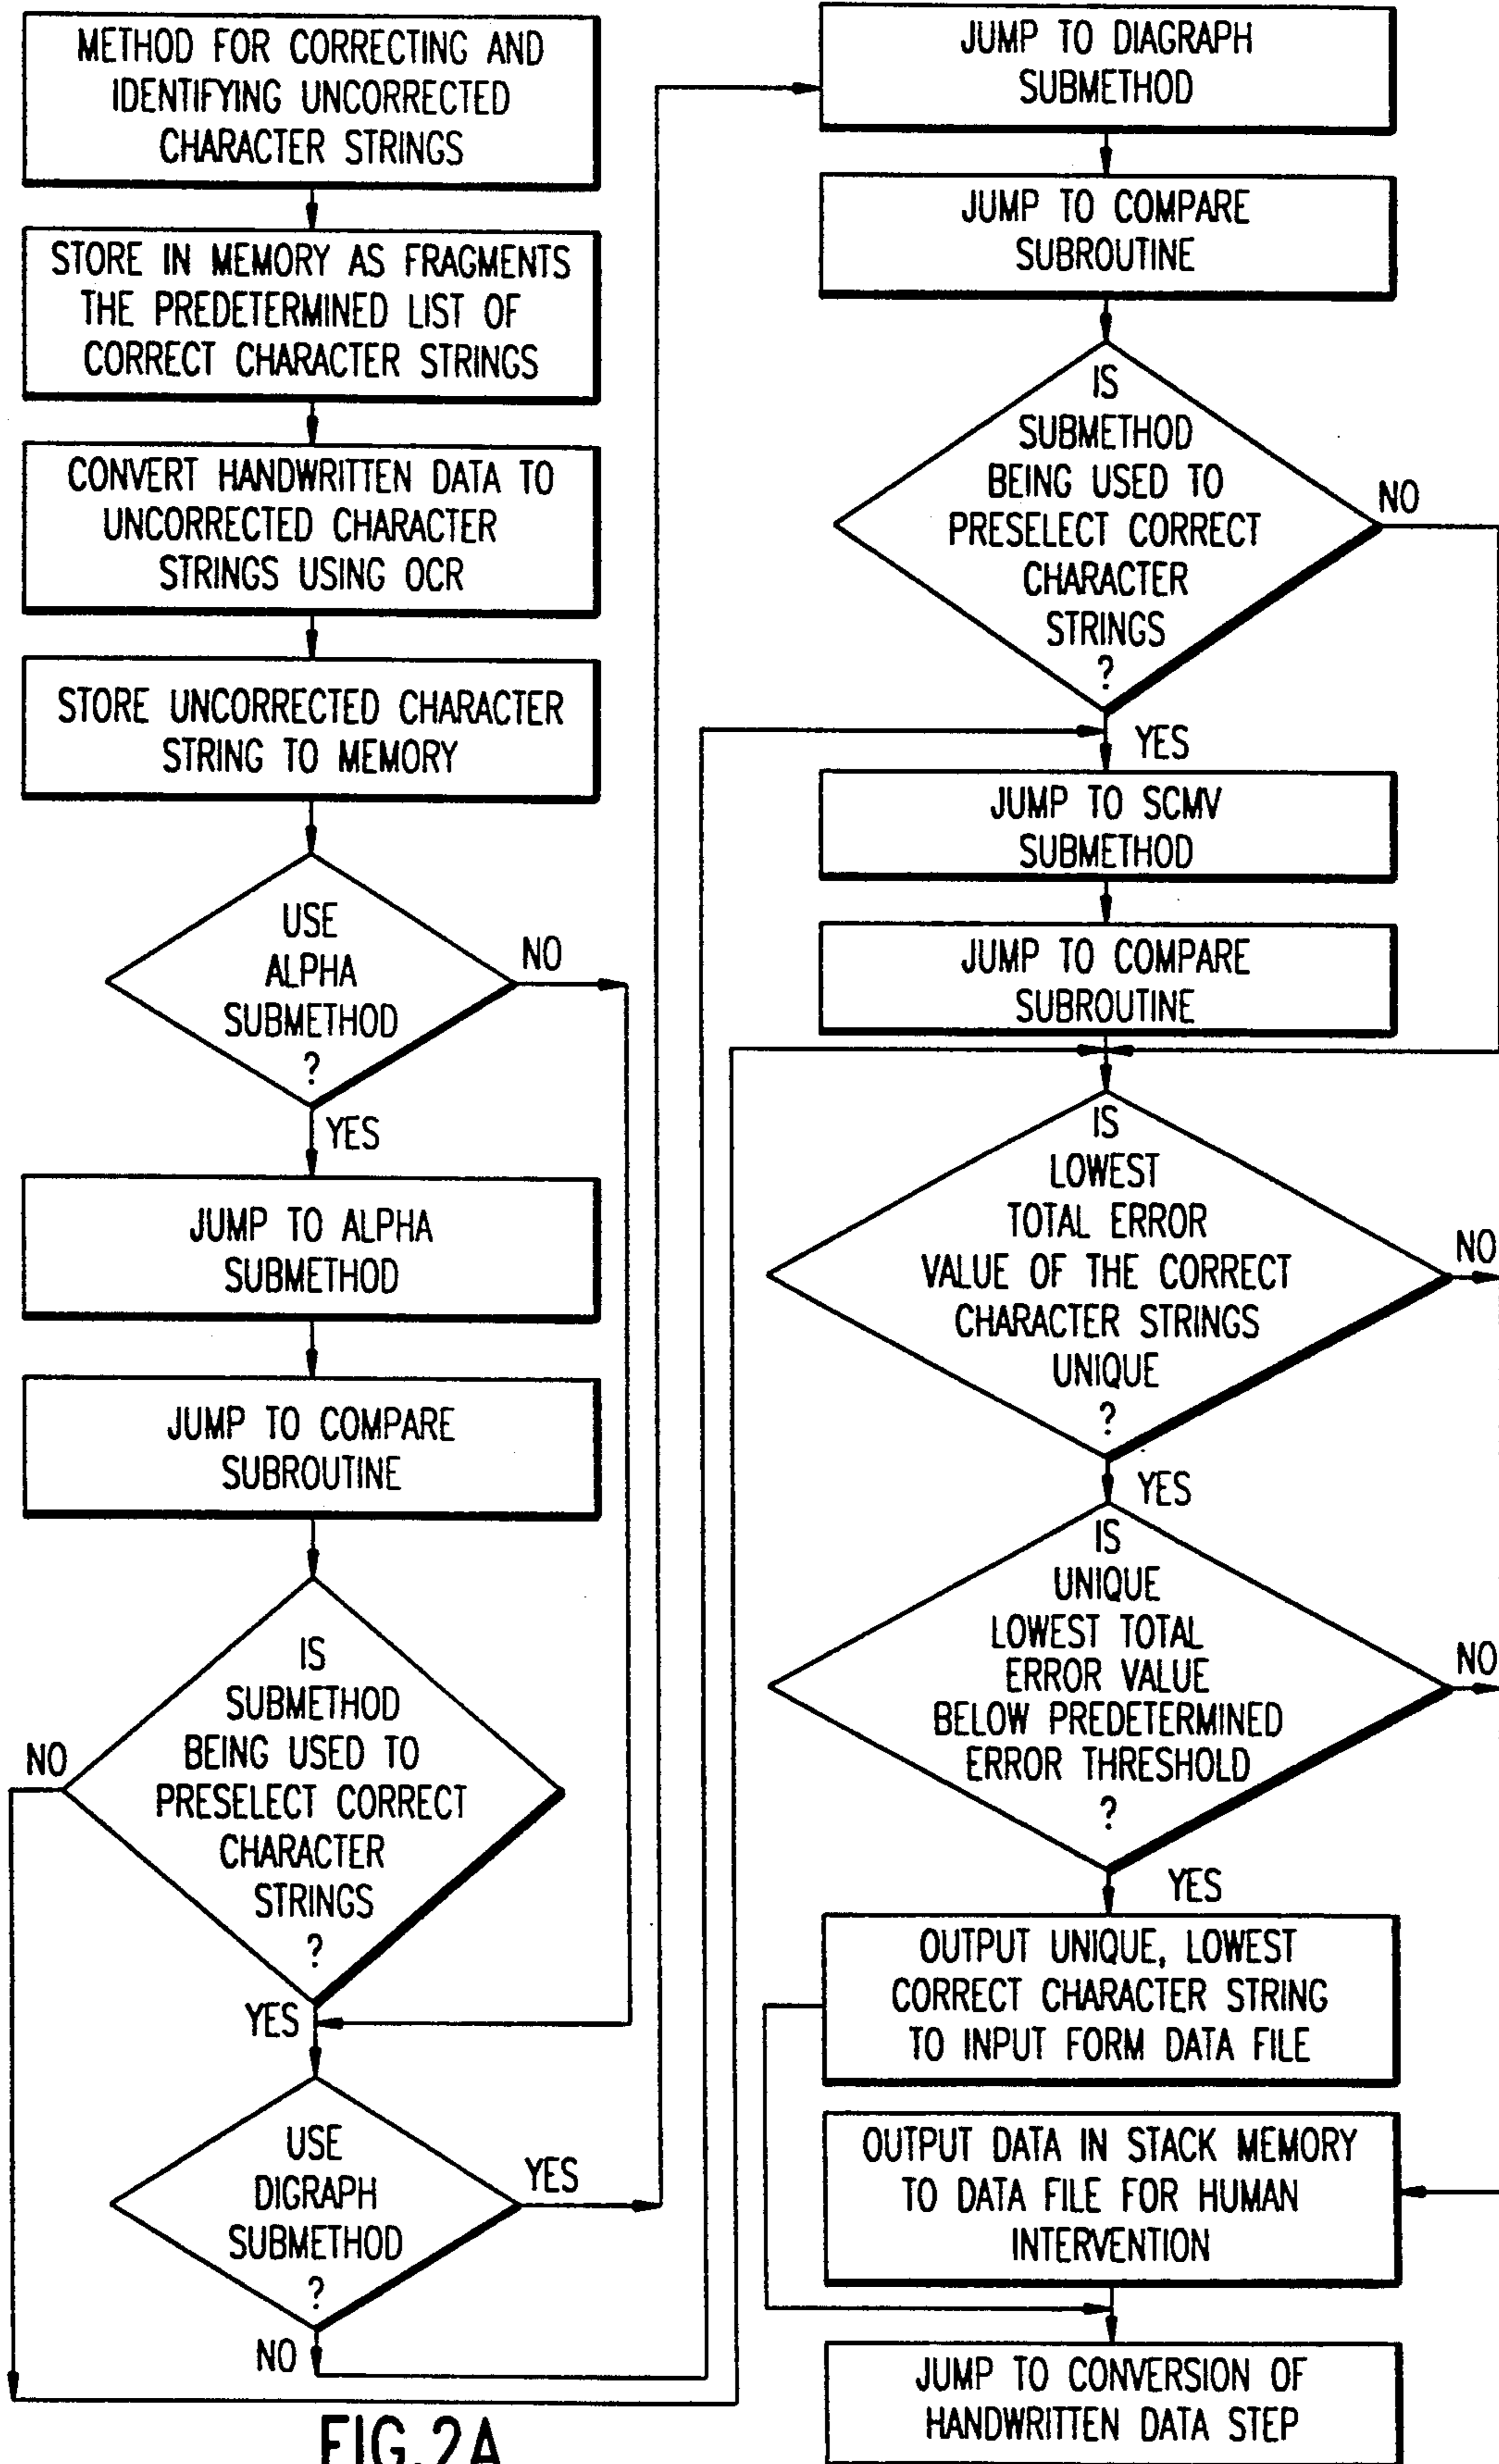 METHOD FOR CORRECTING AND
IDENTIFYING UNCORRECTED
CHARACTER STRINGS
STORE IN MEMORY AS FRAGMENTS
THE PREDETERMINED LIST OF
CORRECT CHARACTER STRINGS
CONVERT HANDWRITTEN DATA TO
UNCORRECTED CHARACTER
STRINGS USING OCR
STORE UNCORRECTED CHARACTER
STRING TO MEMORY
USE
ALPHA
SUBMETHOD
?
NO
YES
JUMP TO ALPHA
SUBMETHOD
JUMP TO COMPARE
SUBROUTINE
IS
SUBMETHOD
BEING USED TO
PRESELECT CORRECT
CHARACTER
STRINGS
?
NO
YES
USE
DIGRAPH
SUBMETHOD
?
YES
NO
JUMP TO DIAGRAPH
SUBMETHOD
JUMP TO COMPARE
SUBROUTINE
IS
SUBMETHOD
BEING USED TO
PRESELECT CORRECT
CHARACTER
STRINGS
?
NO
YES
JUMP TO SCMV
SUBMETHOD
JUMP TO COMPARE
SUBROUTINE
IS
LOWEST
TOTAL ERROR
VALUE OF THE CORRECT
CHARACTER STRINGS
UNIQUE
?
NO
YES
IS
UNIQUE
LOWEST TOTAL
ERROR VALUE
BELOW PREDETERMINED
ERROR THRESHOLD
?
NO
YES
OUTPUT UNIQUE, LOWEST
CORRECT CHARACTER STRING
TO INPUT FORM DATA FILE
OUTPUT DATA IN STACK MEMORY
TO DATA FILE FOR HUMAN
INTERVENTION
JUMP TO CONVERSION OF
HANDWRITTEN DATA STEP
FIG.2A